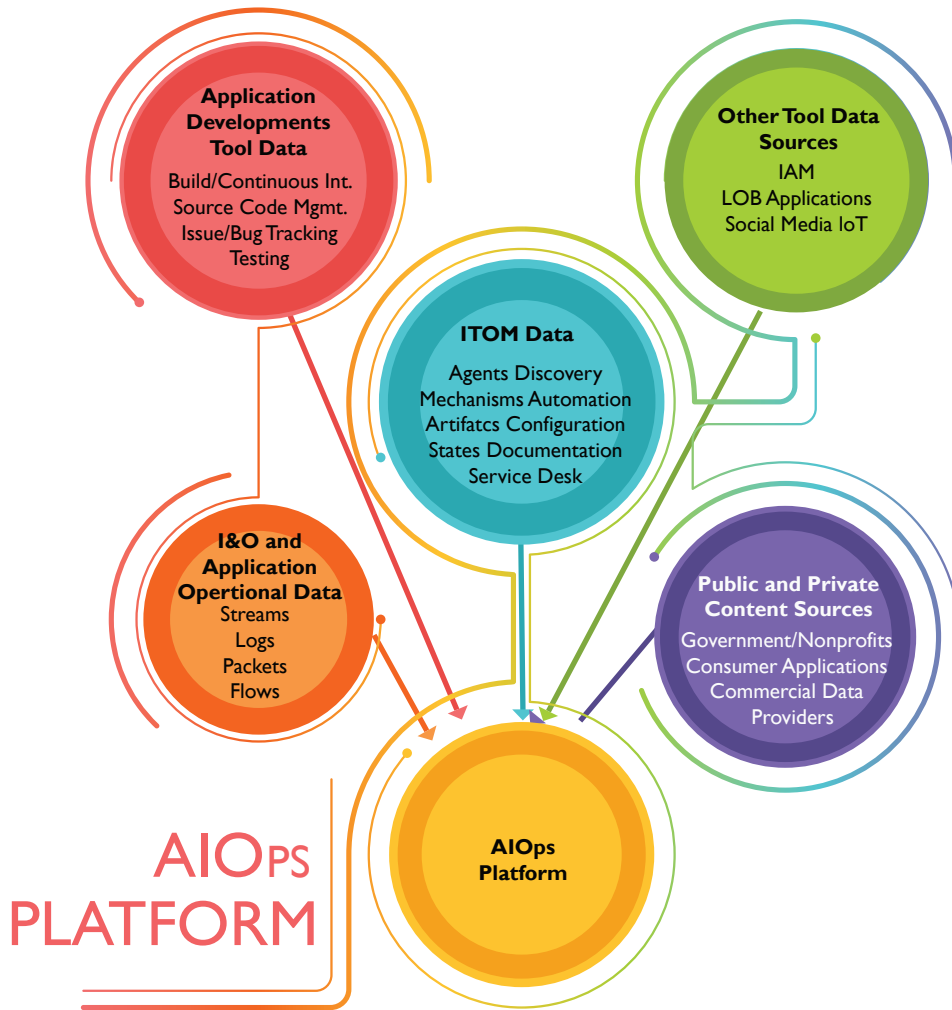 Application
Developments
Tool Data
Build/Continuous Int.
Source Code Mgmt.
Issue/Bug Tracking
Testing
Other Tool Data
Sources
IAM
LOB Applications
Social Media IoT
ITOM Data
Agents Discovery
Mechanisms Automation
Artifatcs Configuration
States Documentation
Service Desk
I&O and
Application
Opertional Data
Streams
Logs
Packets
Flows
Public and Private
Content Sources
Government/Nonprofits
Consumer Applications
Commercial Data
Providers
AIOps
Platform
AIOPS
PLATFORM